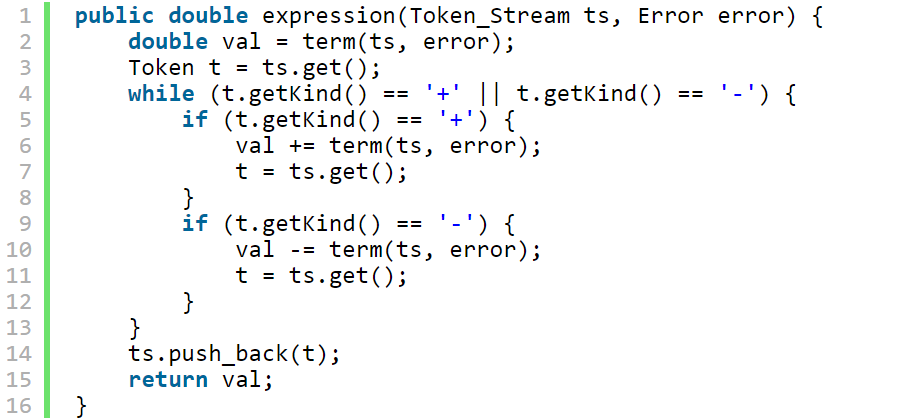 1 public double expression(Token_Stream ts, Error error) {
2     double val = term(ts, error);
3     Token t = ts.get();
4     while (t.getKind() == '+' || t.getKind() == '-') {
5         if (t.getKind() == '+') {
6             val += term(ts, error);
7             t = ts.get();
8         }
9         if (t.getKind() == '-') {
10             val -= term(ts, error);
11             t = ts.get();
12         }
13     }
14     ts.push_back(t);
15     return val;
16 }